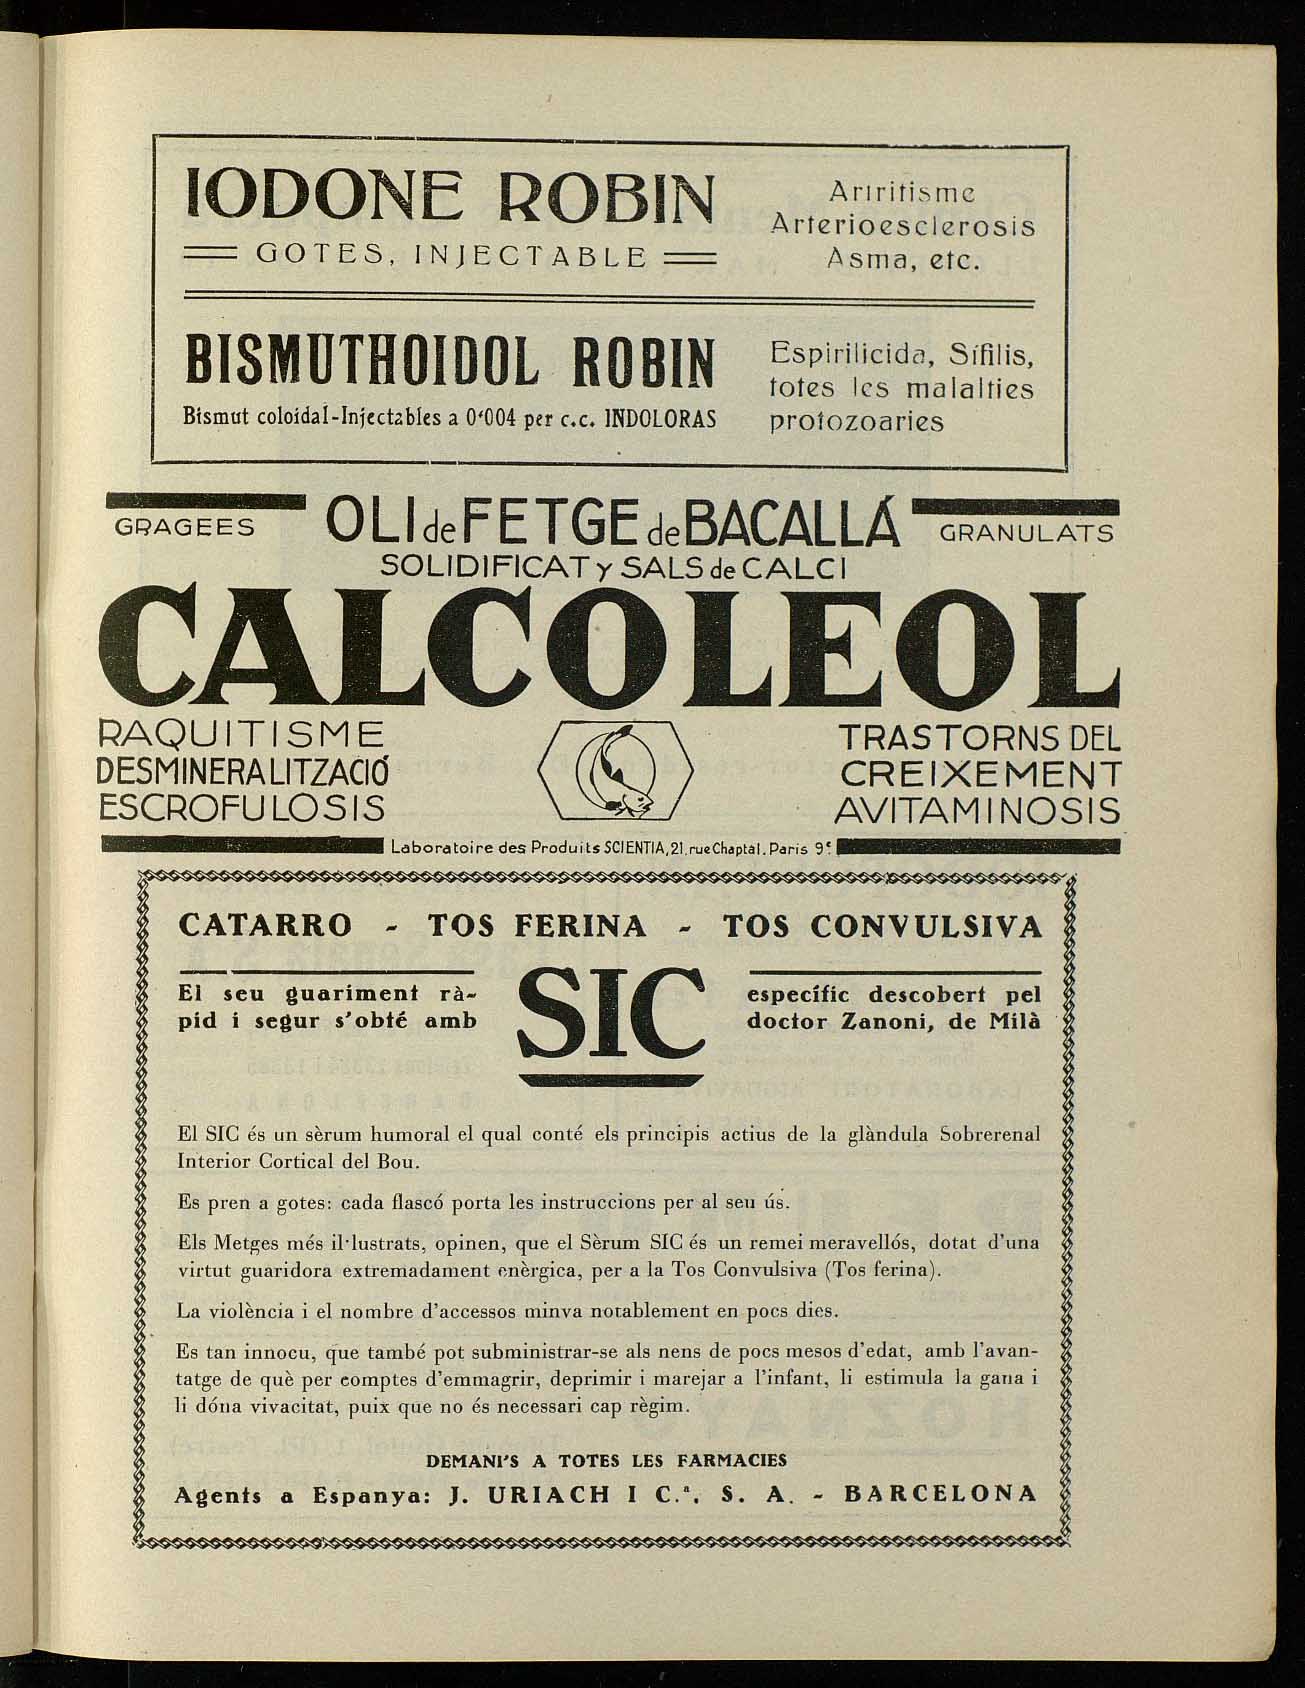 IODONE ROBIN
GOTES, INJECTABLE
Artritisme
Arterioesclerosis
Asma, etc.
BISMUTHOIDOL ROBIN
Bismut coloidal-Injectables a 0'004 per c.c. INDOLORAS
Espirilicida, Sífilis,
totes les malalties
protozoaries
GRAGEES
OLI de FETGE de BACALLÁ
GRANULATS
SOLIDIFICAT y SALS de CALCI
CALCOLEOL
RAQUITISME
DESMINERALITZACIÓ
ESCROFULOSIS
TRASTORNS DEL
CREIXEMENT
AVITAMINOSIS
Laboratoire des Produits SCIENTIA, 21, rue Chaptal. Paris 9e
CATARRO - TOS FERINA - TOS CONVULSIVA
El seu guariment rà-
pid i segur s'obté amb
SIC
específic descobert pel
doctor Zanoni, de Milà
El SIC és un sèrum humoral el qual conté els principis actius de la glàndula Sobrerenal
Interior Cortical del Bou.
Es pren a gotes: cada flascó porta les instruccions per al seu ús.
Els Metges més il·lustrats, opinen, que el Sèrum SIC és un remei meravellós, dotat d'una
virtut guaridora extremadament enèrgica, per a la Tos Convulsiva (Tos ferina).
La violència i el nombre d'accessos minva notablement en pocs dies.
Es tan innocu, que també pot subministrar-se als nens de pocs mesos d'edat, amb l'avan-
tatge de què per comptes d'emmagrir, deprimir i marejar a l'infant, li estimula la gana i
li dóna vivacitat, puix que no és necessari cap règim.
DEMANI'S A TOTES LES FARMACIES
Agents a Espanya: J. URIACH I C.ª, S. A. - BARCELONA